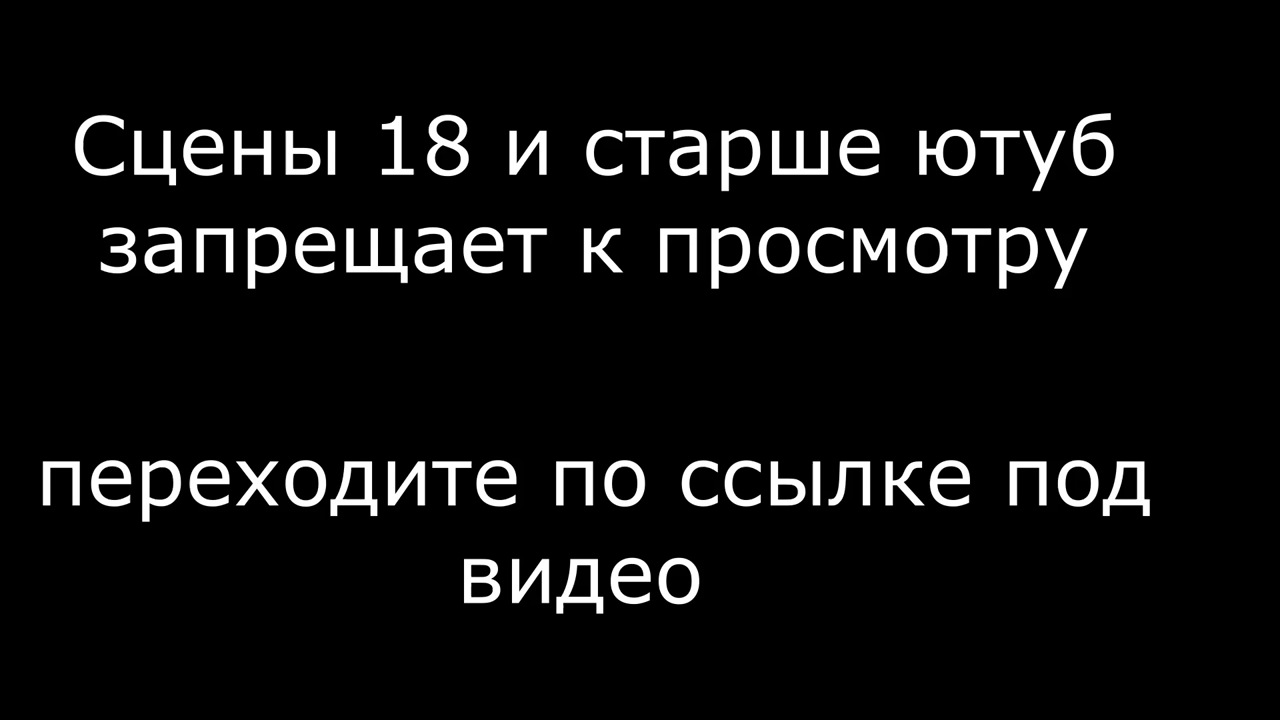 Сцены 18 и старше ютуб
запрещает к просмотру
переходите по ссылке под
видео